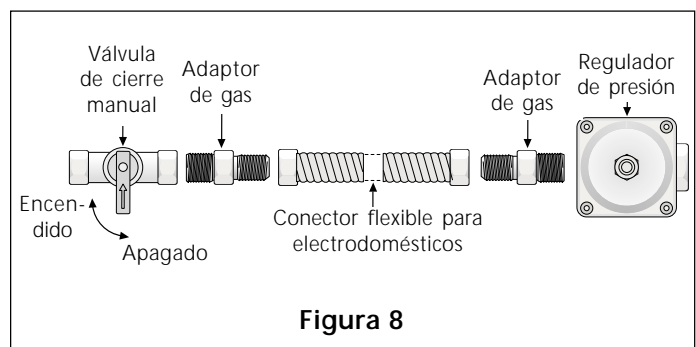 Válvula
de cierre
manual
Adaptor
de gas
Adaptor
de gas
Regulador
de presión
Encen-
dido
Apagado
Conector flexible para
electrodomésticos
Figura 8